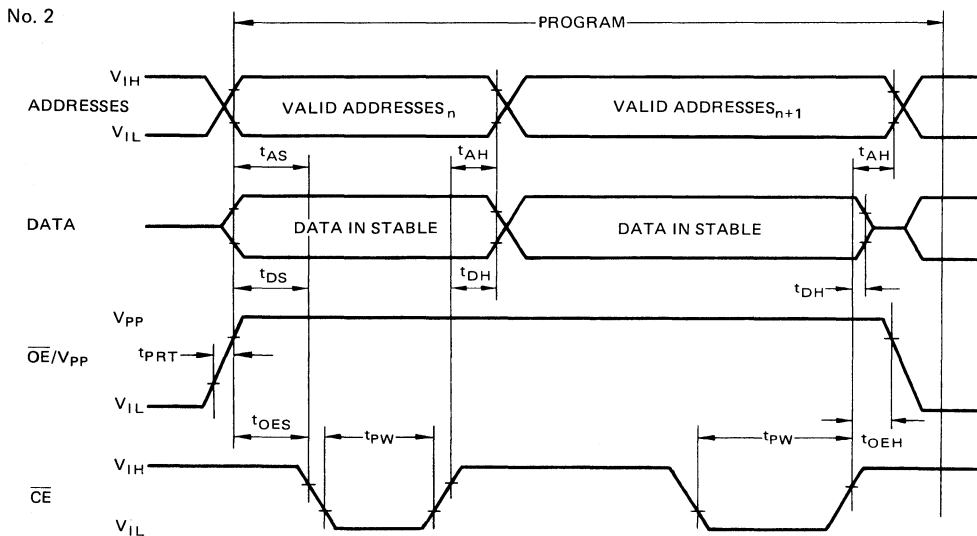 No. 2
PROGRAM
VIH
ADDRESSES
VIL
VALID ADDRESSESn
VALID ADDRESSESn+1
tAS
tAH
tAH
DATA
DATA IN STABLE
DATA IN STABLE
tDS
tDH
tDH
VPP
OE/VPP
tPRT
VIL
tOES
tPW
tPW
tOEH
VIH
CE
VIL